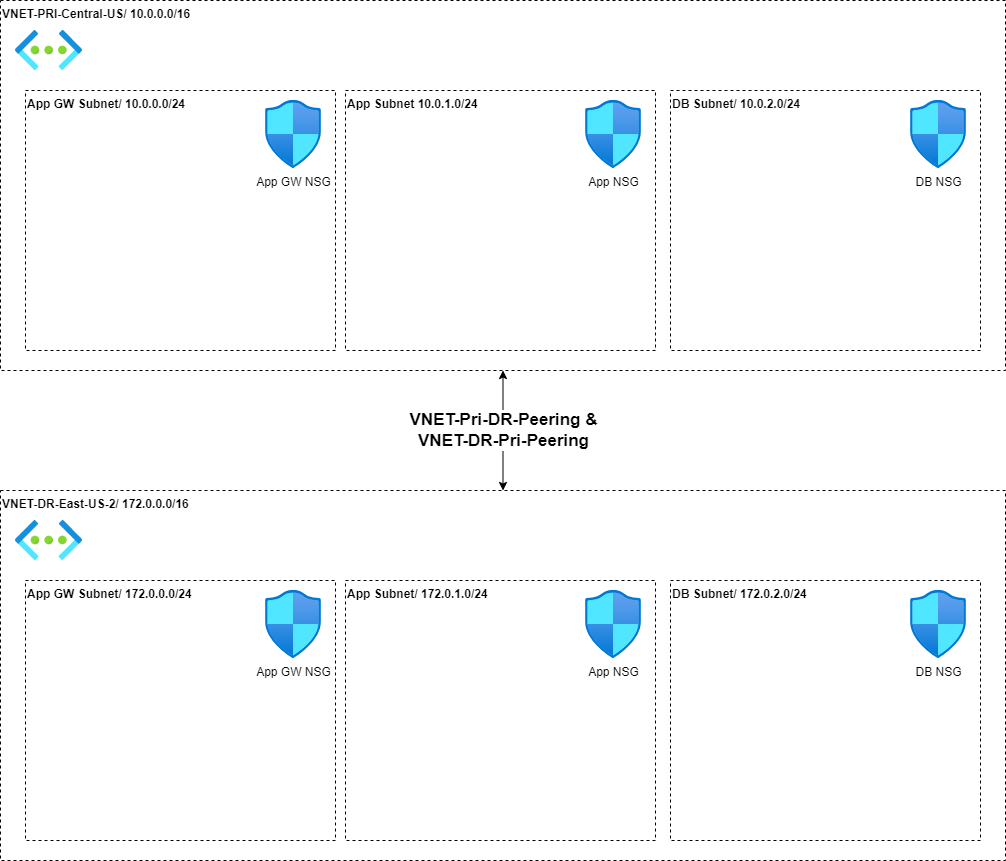 VNET-PRI-Central-US/ 10.0.0.0/16
App GW Subnet/ 10.0.0.0/24
App GW NSG
App Subnet 10.0.1.0/24
App NSG
DB Subnet/ 10.0.2.0/24
DB NSG
VNET-Pri-DR-Peering &
VNET-DR-Pri-Peering
VNET-DR-East-US-2/ 172.0.0.0/16
App GW Subnet/ 172.0.0.0/24
App GW NSG
App Subnet/ 172.0.1.0/24
App NSG
DB Subnet/ 172.0.2.0/24
DB NSG